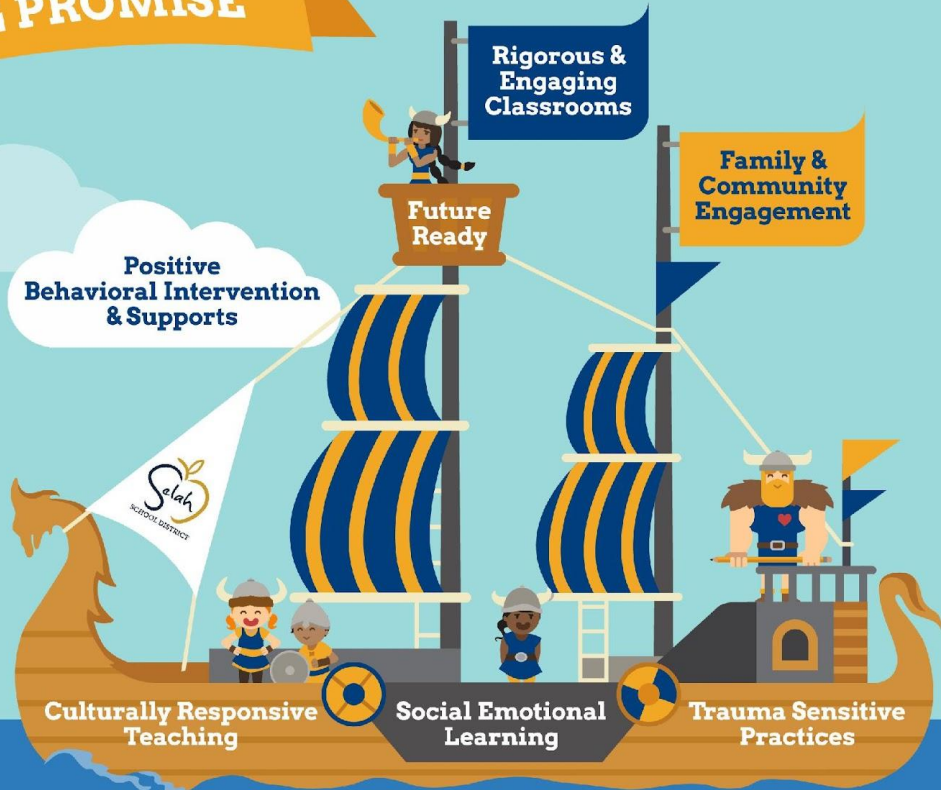 PROMISE
Rigorous &
Engaging
Classrooms
Family &
Community
Engagement
Future
Ready
Positive
Behavioral Intervention
& Supports
Selah
SCHOOL DISTRICT
Culturally Responsive
Teaching
Social Emotional
Learning
Trauma Sensitive
Practices